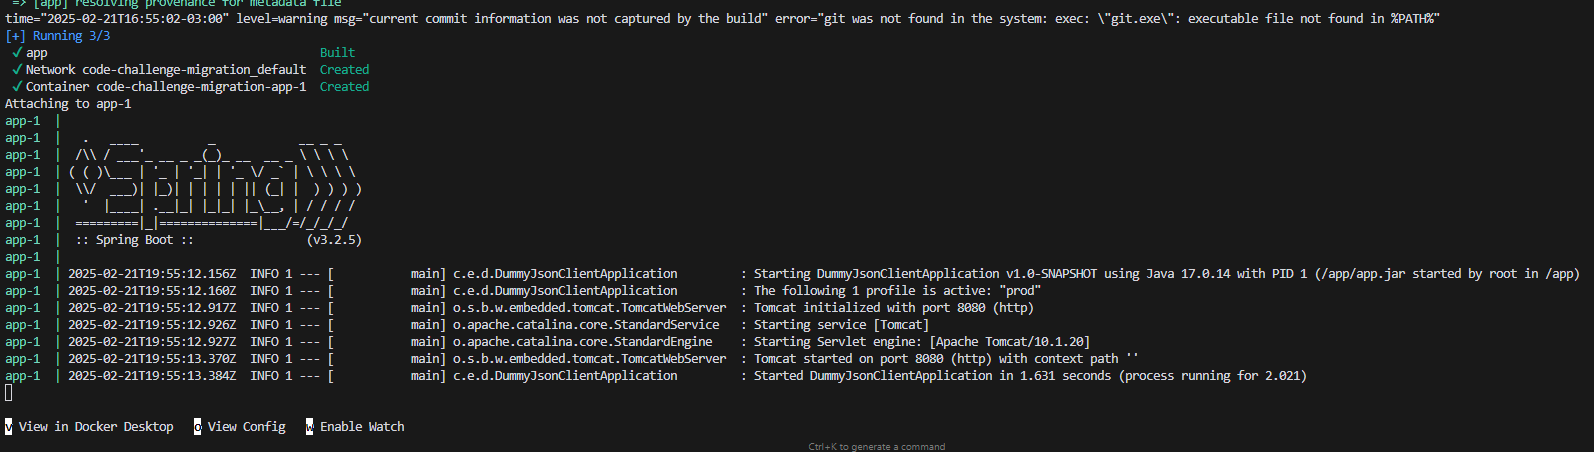 => [app] resolving provenance for metadata file
time="2025-02-21T16:55:02-03:00" level=warning msg="current commit information was not captured by the build" error="git was not found in the system: exec: \"git.exe\": executable file not found in %PATH%"
[+] Running 3/3
 ✔ app                                      Built
 ✔ Network code-challenge-migration_default  Created
 ✔ Container code-challenge-migration-app-1  Created
Attaching to app-1
app-1  |
app-1  |   .   ____          _            __ _ _
app-1  |  /\\ / ___'_ __ _ _(_)_ __  __ _ \ \ \ \
app-1  | ( ( )\___ | '_ | '_| | '_ \/ _` | \ \ \ \
app-1  |  \\/  ___)| |_)| | | | | || (_| |  ) ) ) )
app-1  |   '  |____| .__|_| |_|_| |_\__, | / / / /
app-1  |  =========|_|==============|___/=/_/_/_/
app-1  |  :: Spring Boot ::                (v3.2.5)
app-1  |
app-1  | 2025-02-21T19:55:12.156Z  INFO 1 --- [           main] c.e.d.DummyJsonClientApplication         : Starting DummyJsonClientApplication v1.0-SNAPSHOT using Java 17.0.14 with PID 1 (/app/app.jar started by root in /app)
app-1  | 2025-02-21T19:55:12.160Z  INFO 1 --- [           main] c.e.d.DummyJsonClientApplication         : The following 1 profile is active: "prod"
app-1  | 2025-02-21T19:55:12.917Z  INFO 1 --- [           main] o.s.b.w.embedded.tomcat.TomcatWebServer  : Tomcat initialized with port 8080 (http)
app-1  | 2025-02-21T19:55:12.926Z  INFO 1 --- [           main] o.apache.catalina.core.StandardService   : Starting service [Tomcat]
app-1  | 2025-02-21T19:55:12.927Z  INFO 1 --- [           main] o.apache.catalina.core.StandardEngine    : Starting Servlet engine: [Apache Tomcat/10.1.20]
app-1  | 2025-02-21T19:55:13.370Z  INFO 1 --- [           main] o.s.b.w.embedded.tomcat.TomcatWebServer  : Tomcat started on port 8080 (http) with context path ''
app-1  | 2025-02-21T19:55:13.384Z  INFO 1 --- [           main] c.e.d.DummyJsonClientApplication         : Started DummyJsonClientApplication in 1.631 seconds (process running for 2.021)
v View in Docker Desktop   o View Config   w Enable Watch
Ctrl+K to generate a command